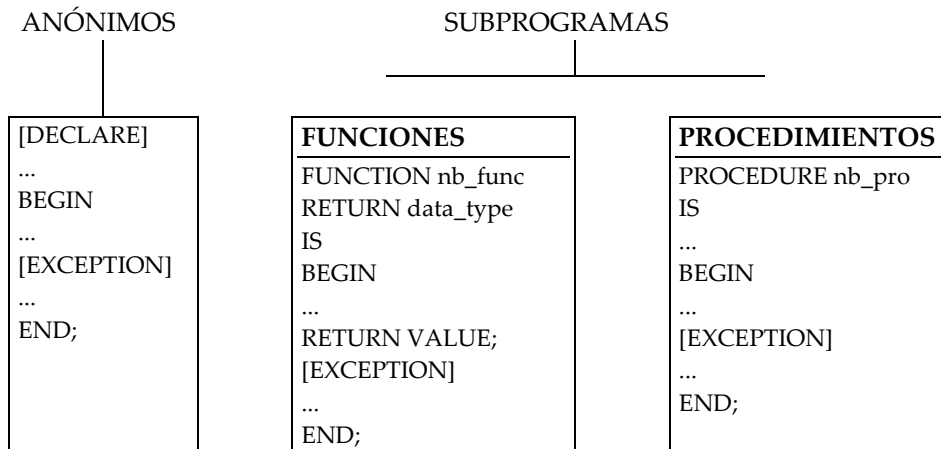 ANÓNIMOS
SUBPROGRAMAS
[DECLARE]
...
BEGIN
...
[EXCEPTION]
...
END;
FUNCIONES
FUNCTION nb_func
RETURN data_type
IS
BEGIN
...
RETURN VALUE;
[EXCEPTION]
...
END;
PROCEDIMIENTOS
PROCEDURE nb_pro
IS
...
BEGIN
...
[EXCEPTION]
...
END;